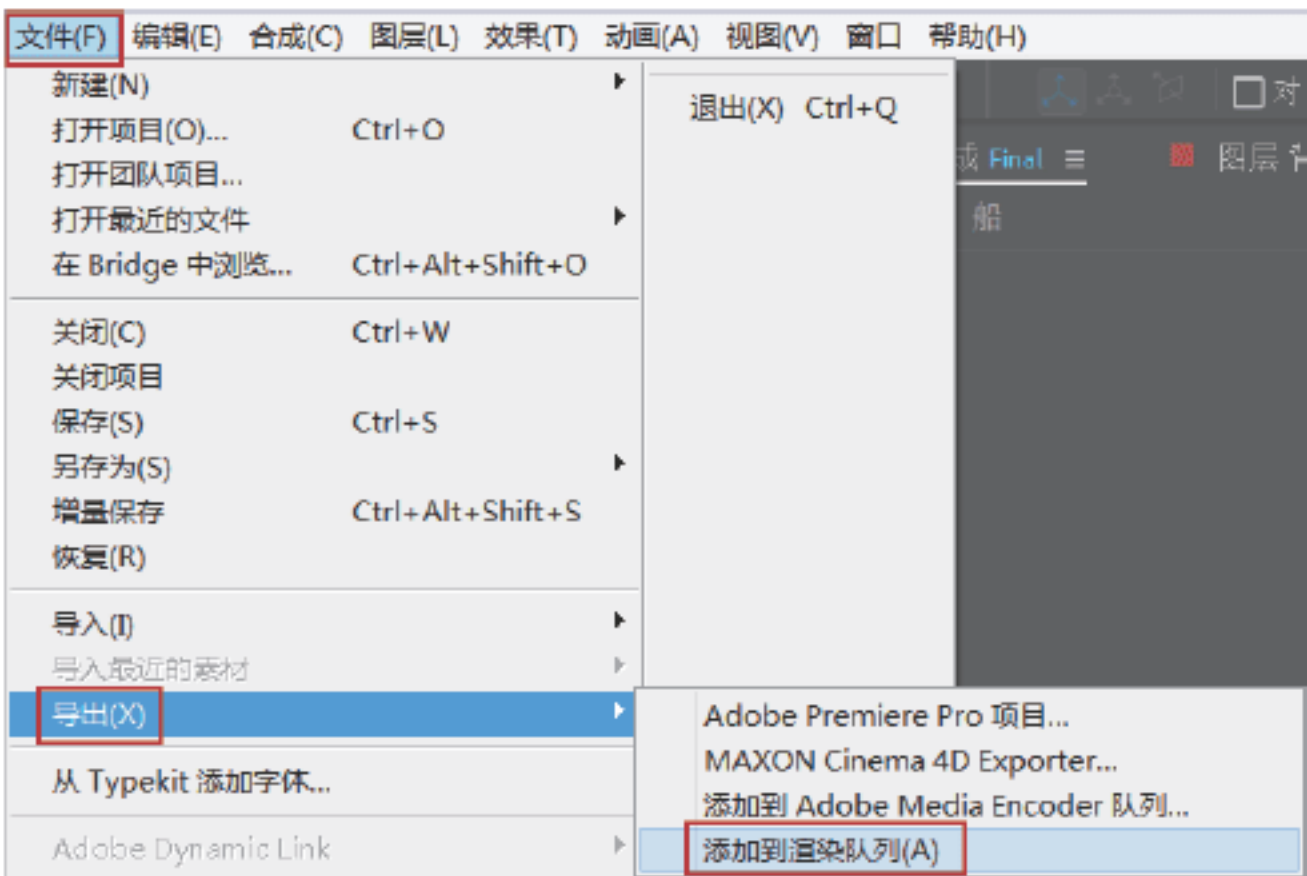 文件(F) 编辑(E) 合成(C) 图层(L) 效果(T) 动画(A) 视图(V) 窗口 帮助(H)
新建(N)
打开项目(O)... Ctrl+O
打开团队项目...
打开最近的文件
在 Bridge 中浏览... Ctrl+Alt+Shift+O
关闭(C) Ctrl+W
关闭项目
保存(S) Ctrl+S
另存为(S)
增量保存 Ctrl+Alt+Shift+S
恢复(R)
导入(I)
导入最近的素材
导出(X)
从 Typekit 添加字体...
Adobe Dynamic Link
退出(X) Ctrl+Q
对
Final
图层
船
Adobe Premiere Pro 项目...
MAXON Cinema 4D Exporter...
添加到 Adobe Media Encoder 队列...
添加到渲染队列(A)